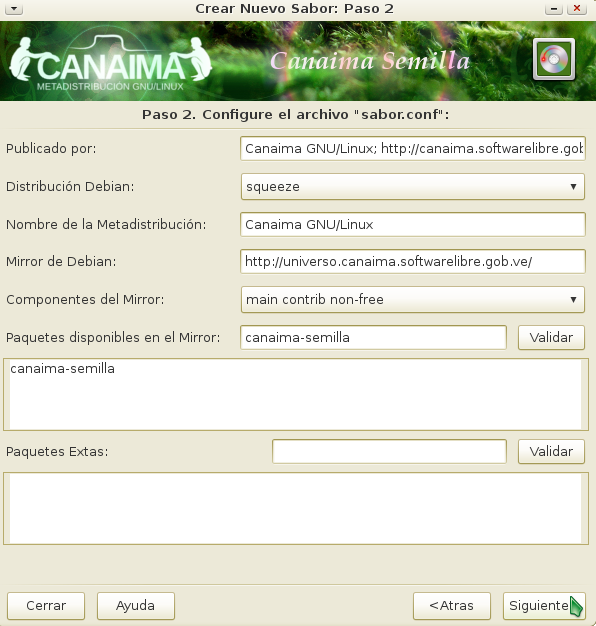 Crear Nuevo Sabor: Paso 2
CANAIMA
METADISTRIBUCIÓN GNU/LINUX
Canaima Semilla
Paso 2. Configure el archivo "sabor.conf":
Publicado por: Canaima GNU/Linux; http://canaima.softwarelibre.gob
Distribución Debian: squeeze
Nombre de la Metadistribución: Canaima GNU/Linux
Mirror de Debian: http://universo.canaima.softwarelibre.gob.ve/
Componentes del Mirror: main contrib non-free
Paquetes disponibles en el Mirror: canaima-semilla Validar
canaima-semilla
Paquetes Extas: Validar
Cerrar Ayuda <Atras Siguiente